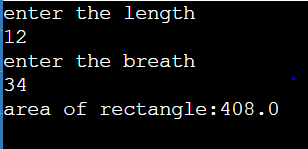 enter the length
12
enter the breath
34
area of rectangle:408.0